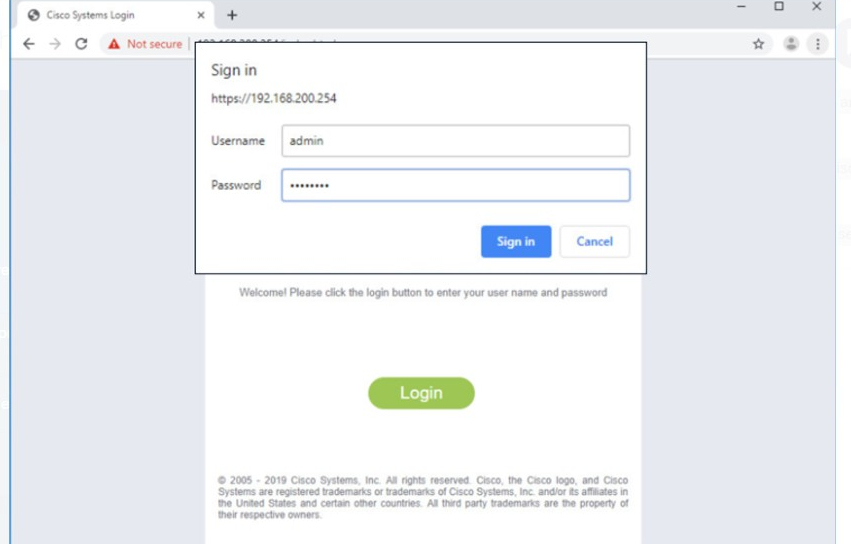 Cisco Systems Login
Not secure
Sign in
https://192.168.200.254
Username admin
Password ••••••••
Sign in Cancel
Welcome! Please click the login button to enter your user name and password
Login
© 2005 - 2019 Cisco Systems, Inc. All rights reserved. Cisco, the Cisco logo, and Cisco
Systems are registered trademarks or trademarks of Cisco Systems, Inc. and/or its affiliates in
the United States and certain other countries. All third party trademarks are the property of
their respective owners.